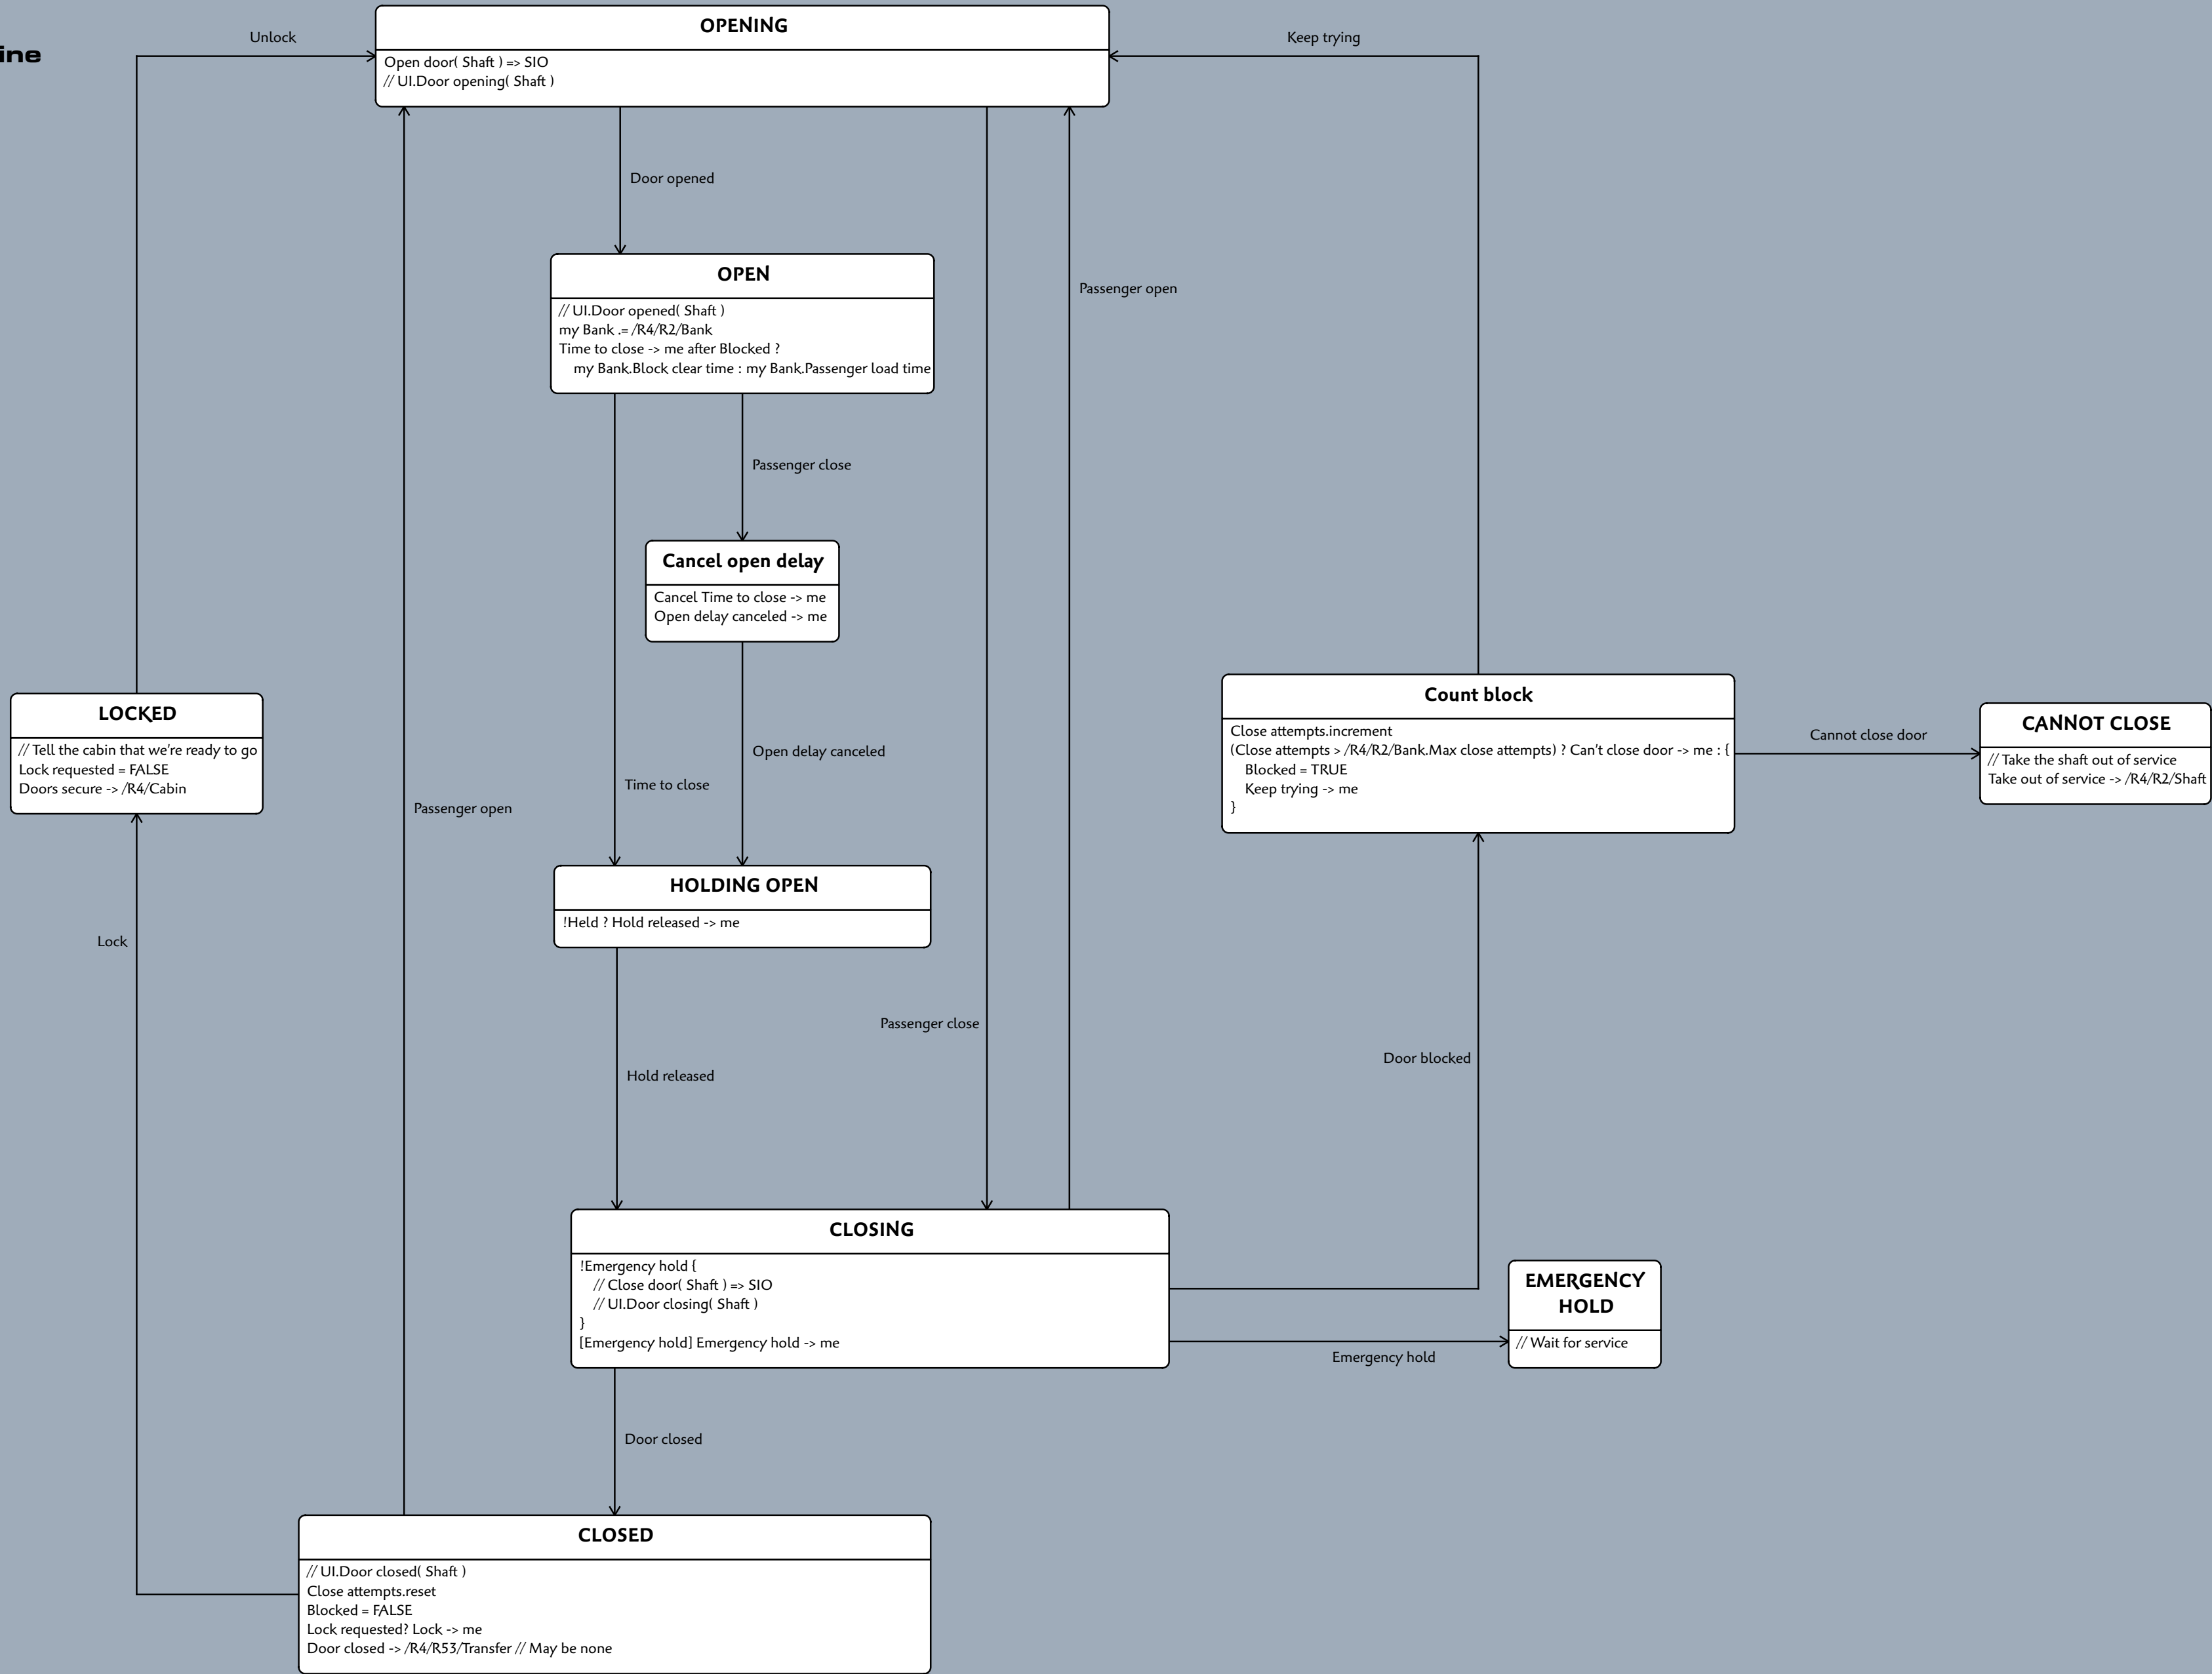 ine
Unlock
OPENING
Open door( Shaft ) => SIO
// UI.Door opening( Shaft )
Keep trying
Door opened
OPEN
// UI.Door opened( Shaft )
my Bank .= /R4/R2/Bank
Time to close -> me after Blocked ?
my Bank.Block clear time : my Bank.Passenger load time
Passenger open
Passenger close
Cancel open delay
Cancel Time to close -> me
Open delay canceled -> me
LOCKED
// Tell the cabin that we're ready to go
Lock requested = FALSE
Doors secure -> /R4/Cabin
Passenger open
Time to close
Open delay canceled
Count block
Close attempts.increment
(Close attempts > /R4/R2/Bank.Max close attempts) ? Can't close door -> me : {
Blocked = TRUE
Keep trying -> me
}
Cannot close door
CANNOT CLOSE
// Take the shaft out of service
Take out of service -> /R4/R2/Shaft
HOLDING OPEN
!Held ? Hold released -> me
Lock
Passenger close
Hold released
Door blocked
CLOSING
!Emergency hold {
// Close door( Shaft ) => SIO
// UI.Door closing( Shaft )
}
[Emergency hold] Emergency hold -> me
EMERGENCY
HOLD
// Wait for service
Emergency hold
Door closed
CLOSED
// UI.Door closed( Shaft )
Close attempts.reset
Blocked = FALSE
Lock requested? Lock -> me
Door closed -> /R4/R53/Transfer // May be none